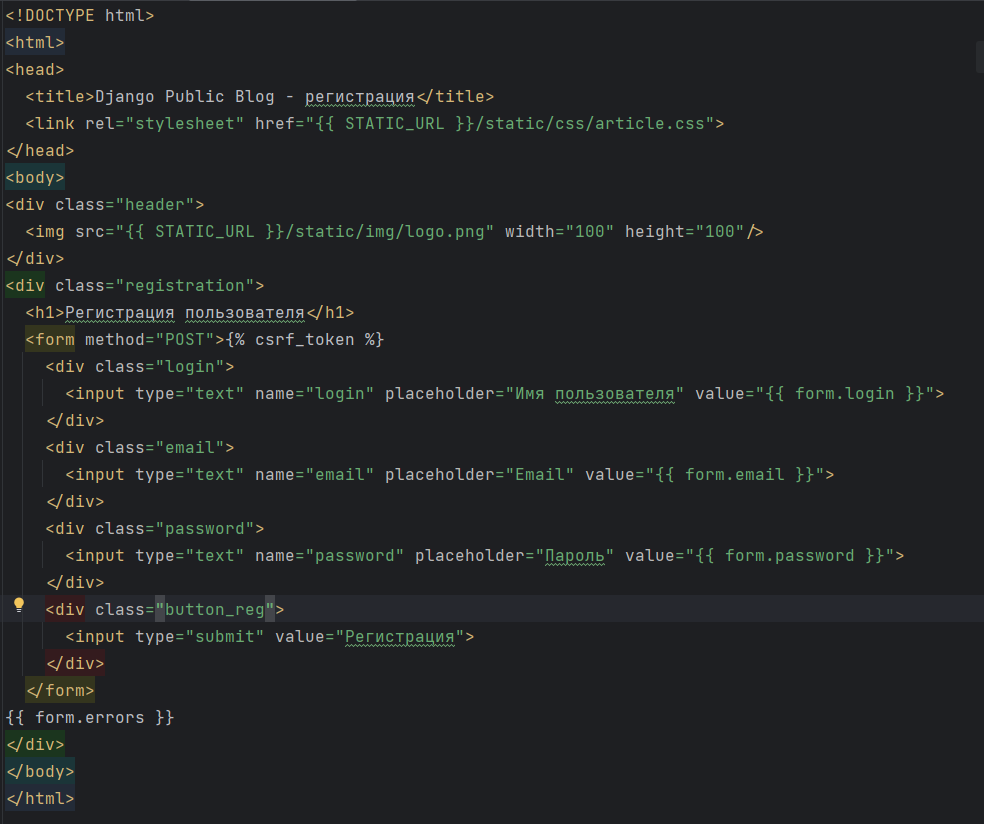 <!DOCTYPE html>
<html>
<head>
  <title>Django Public Blog - регистрация</title>
  <link rel="stylesheet" href="{{ STATIC_URL }}/static/css/article.css">
</head>
<body>
<div class="header">
  <img src="{{ STATIC_URL }}/static/img/logo.png" width="100" height="100"/>
</div>
<div class="registration">
  <h1>Регистрация пользователя</h1>
  <form method="POST">{% csrf_token %}
    <div class="login">
      <input type="text" name="login" placeholder="Имя пользователя" value="{{ form.login }}">
    </div>
    <div class="email">
      <input type="text" name="email" placeholder="Email" value="{{ form.email }}">
    </div>
    <div class="password">
      <input type="text" name="password" placeholder="Пароль" value="{{ form.password }}">
    </div>
    <div class="button_reg">
      <input type="submit" value="Регистрация">
    </div>
  </form>
{{ form.errors }}
</div>
</body>
</html>